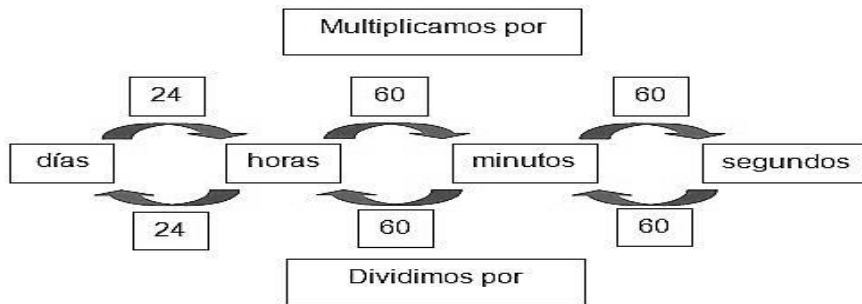 Multiplicamos por
24 60 60
días horas minutos segundos
24 60 60
Dividimos por